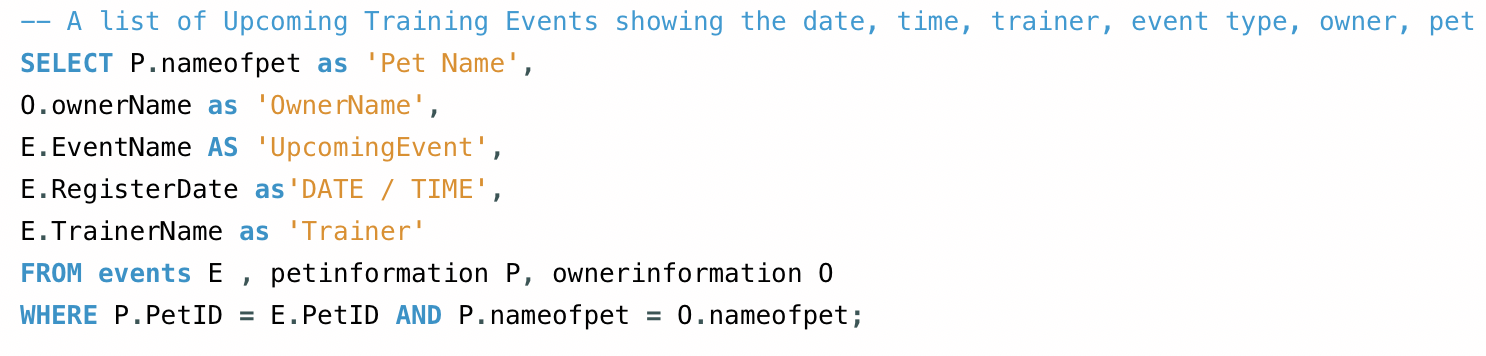 -- A list of Upcoming Training Events showing the date, time, trainer, event type, owner, pet
SELECT P.nameofpet as 'Pet Name',
O.ownerName as 'OwnerName',
E.EventName AS 'UpcomingEvent',
E.RegisterDate as'DATE / TIME',
E.TrainerName as 'Trainer'
FROM events E , petinformation P, ownerinformation O
WHERE P.PetID = E.PetID AND P.nameofpet = O.nameofpet;